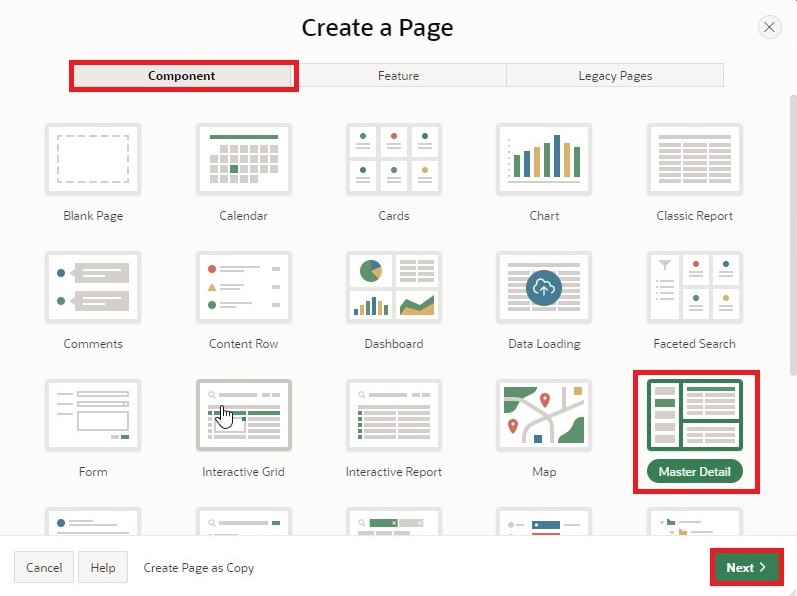 Create a Page
Component
Feature
Legacy Pages
Blank Page
Calendar
Cards
Chart
Classic Report
Comments
Content Row
Dashboard
Data Loading
Faceted Search
Form
Interactive Grid
Interactive Report
Map
Master Detail
Cancel
Help
Create Page as Copy
Next